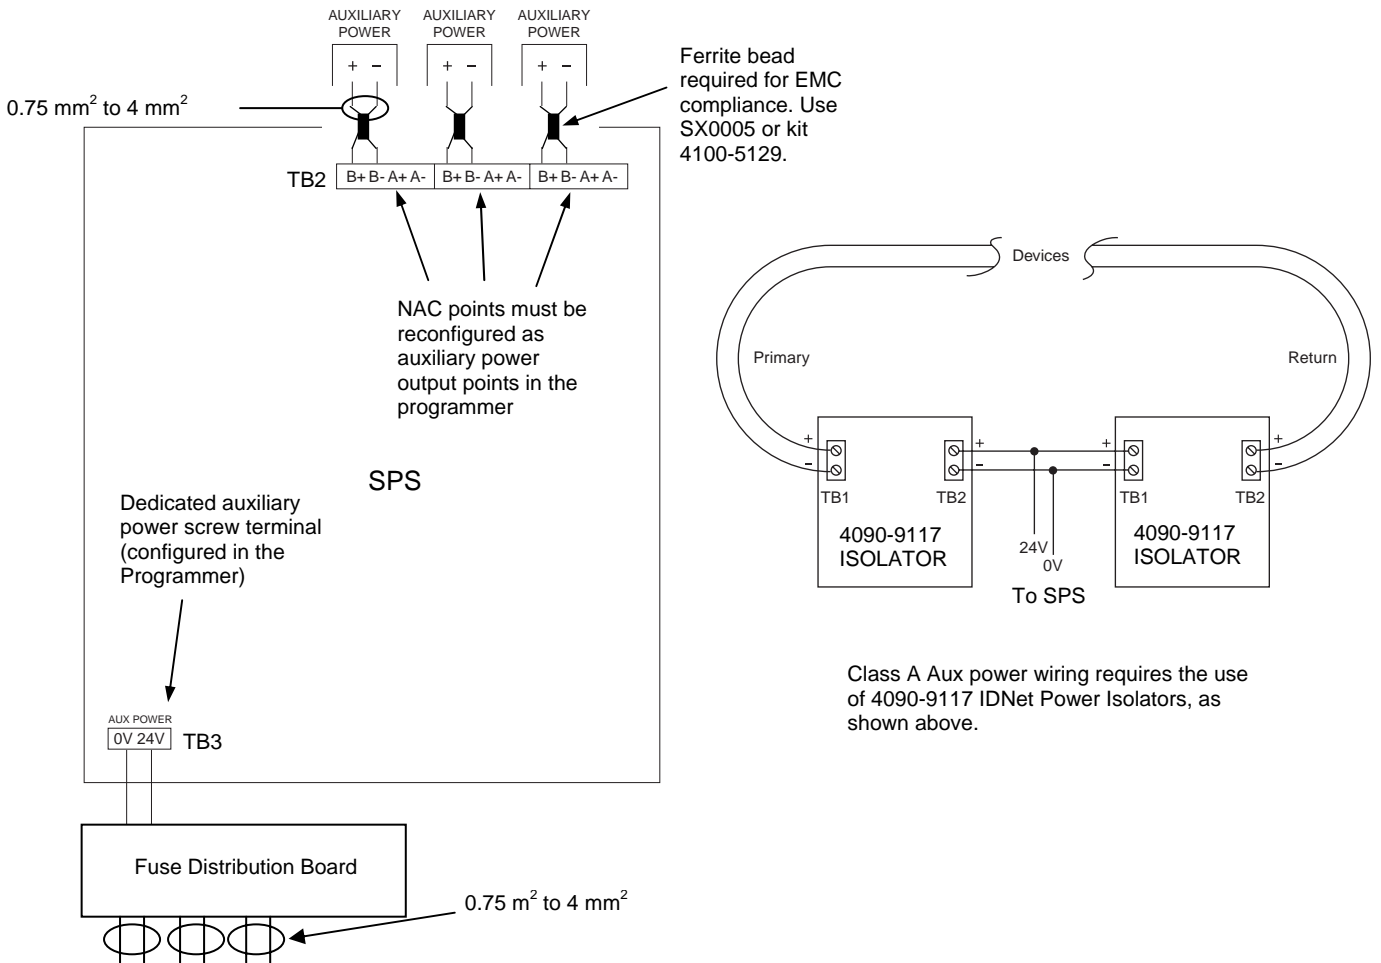 AUXILIARY
POWER
AUXILIARY
POWER
AUXILIARY
POWER
+ −
+ −
+ −
0.75 mm² to 4 mm²
Ferrite bead
required for EMC
compliance. Use
SX0005 or kit
4100-5129.
TB2
B+ B- A+ A-
B+ B- A+ A-
B+ B- A+ A-
NAC points must be
reconfigured as
auxiliary power
output points in the
programmer
SPS
Dedicated auxiliary
power screw terminal
(configured in the
Programmer)
AUX POWER
0V 24V
TB3
Fuse Distribution Board
0.75 m² to 4 mm²
Devices
Primary
Return
+
−
+
−
+
−
+
−
TB1
TB2
TB1
TB2
4090-9117
ISOLATOR
24V
0V
To SPS
4090-9117
ISOLATOR
Class A Aux power wiring requires the use
of 4090-9117 IDNet Power Isolators, as
shown above.